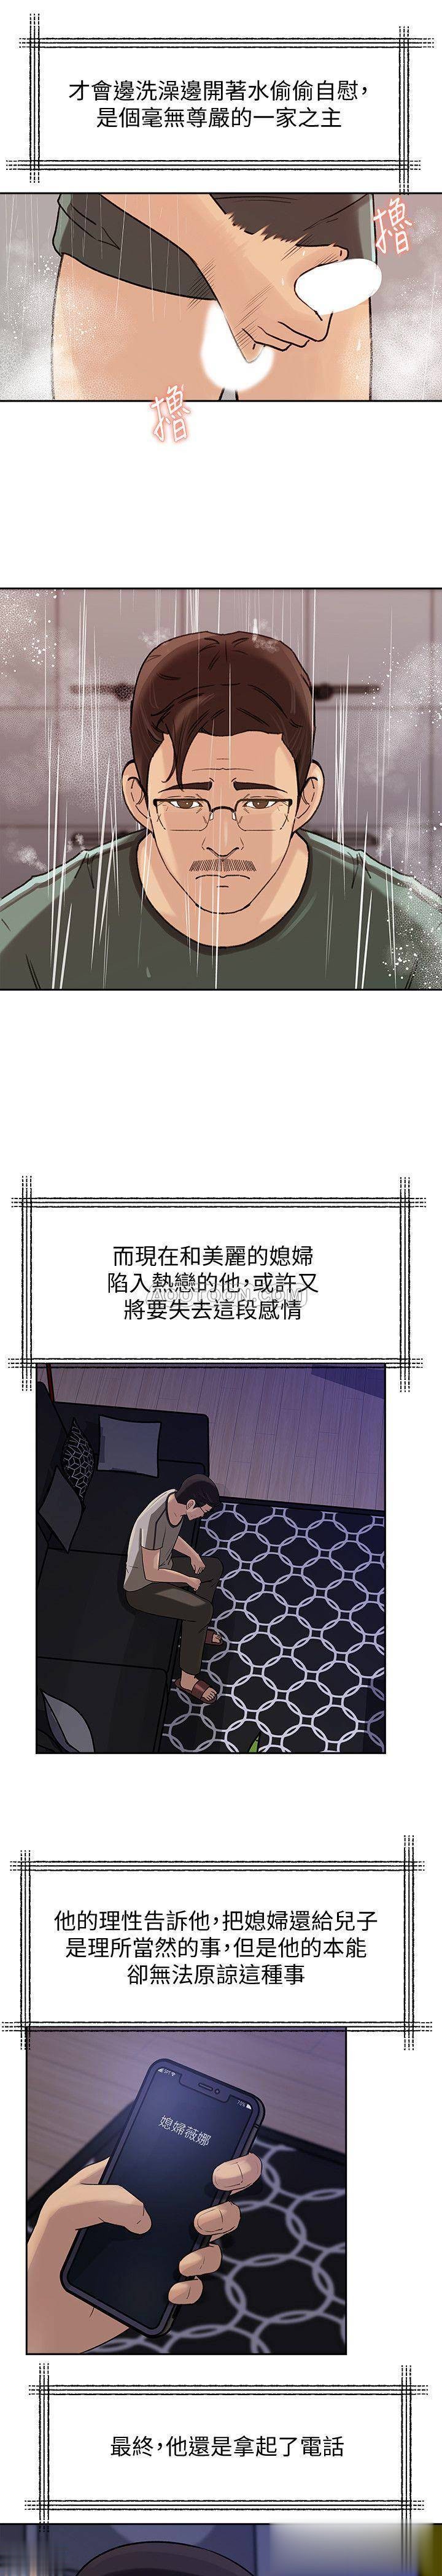 才會邊洗澡邊開著水偷偷自慰，
是個毫無尊嚴的一家之主
擼
擼
而現在和美麗的媳婦
陷入熱戀的他，或許又
將要失去這段感情
他的理性告訴他，把媳婦還給兒子
是理所當然的事，但是他的本能
卻無法原諒這種事
媳婦薇娜
最終，他還是拿起了電話